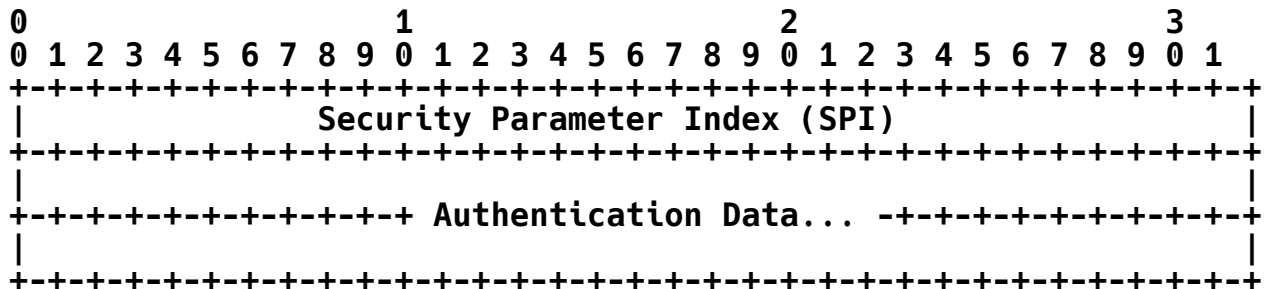 0                   1                   2                   3
0 1 2 3 4 5 6 7 8 9 0 1 2 3 4 5 6 7 8 9 0 1 2 3 4 5 6 7 8 9 0 1
+-+-+-+-+-+-+-+-+-+-+-+-+-+-+-+-+-+-+-+-+-+-+-+-+-+-+-+-+-+-+-+-+
|               Security Parameter Index (SPI)                  |
+-+-+-+-+-+-+-+-+-+-+-+-+-+-+-+-+-+-+-+-+-+-+-+-+-+-+-+-+-+-+-+-+
|                                                               |
+-+-+-+-+-+-+-+-+-+-+ Authentication Data... -+-+-+-+-+-+-+-+-+-+
|                                                               |
+-+-+-+-+-+-+-+-+-+-+-+-+-+-+-+-+-+-+-+-+-+-+-+-+-+-+-+-+-+-+-+-+